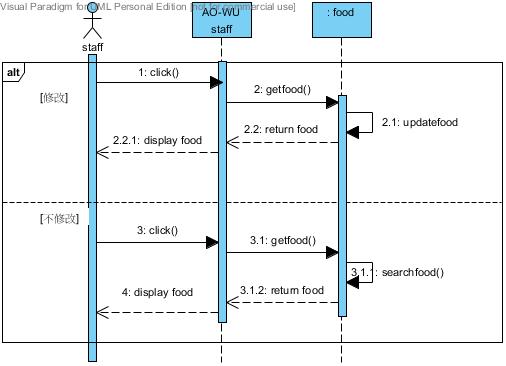 Visual Paradigm for UML Personal Edition [not for commercial use]
AO-WU
staff
: food
staff
alt
1: click()
[修改]
2: getfood()
2.1: updatefood
2.2: return food
2.2.1: display food
[不修改]
3: click()
3.1: getfood()
3.1.1: searchfood()
3.1.2: return food
4: display food